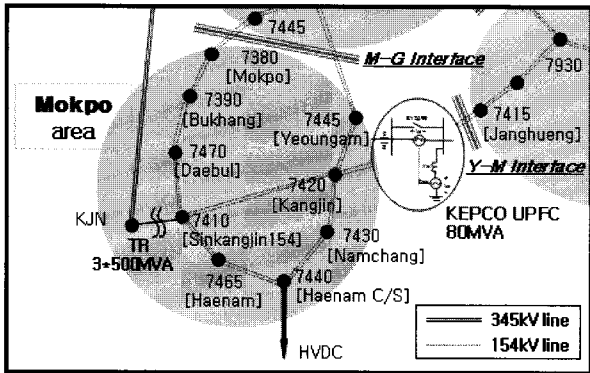 7445
7380
[Mokpo]
M-G Interface
7930
Mokpo
area
7390
[Bukhang]
7445
[Yeoungam]
7415
[Janghueng]
7470
[Daebul]
Y-M Interface
7420
[Kangjin]
KJN
7410
[Sinkangjin154]
KEPCO UPFC
80MVA
TR
3*500MVA
7430
[Namchang]
7465
[Haenam]
7440
[Haenam C/S]
HVDC
345kV line
154kV line